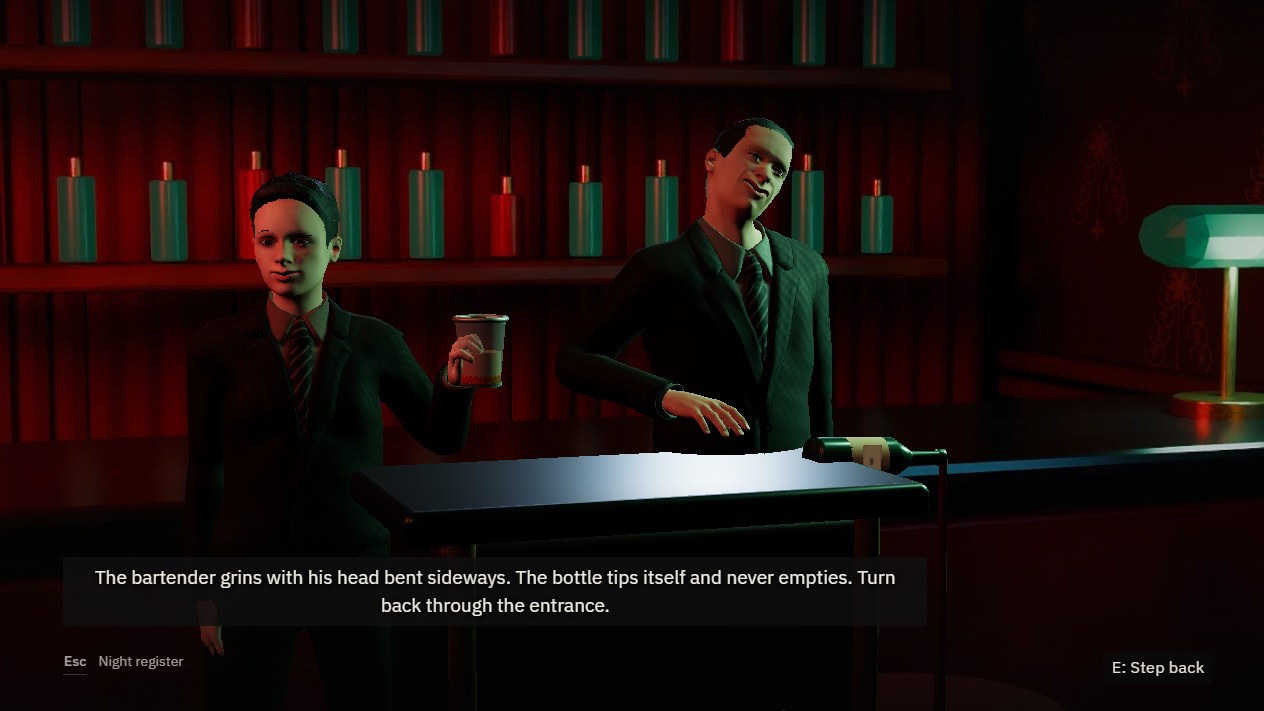 The bartender grins with his head bent sideways. The bottle tips itself and never empties. Turn
back through the entrance.
Esc Night register
E: Step back